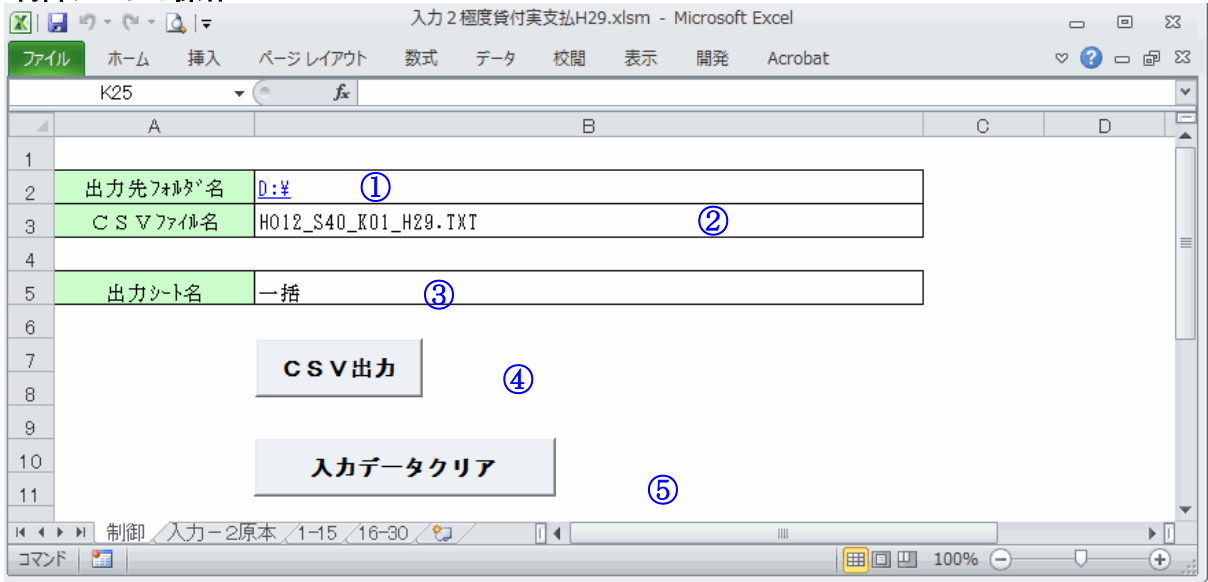 入力２極度貸付実支払H29.xlsm - Microsoft Excel
ファイル ホーム 挿入 ページ レイアウト 数式 データ 校閲 表示 開発 Acrobat
K25 fx
A B C D
1
2 出力先ﾌｫﾙﾀﾞ名 D:¥ ①
3 ＣＳＶﾌｧｲﾙ名 HO12_S40_K01_H29.TXT ②
4
5 出力ｼｰﾄ名 一括 ③
6
7 ＣＳＶ出力
8 ④
9
10 入力データクリア
11 ⑤
制御 入力－２原本 1-15 16-30
コマンド 100%